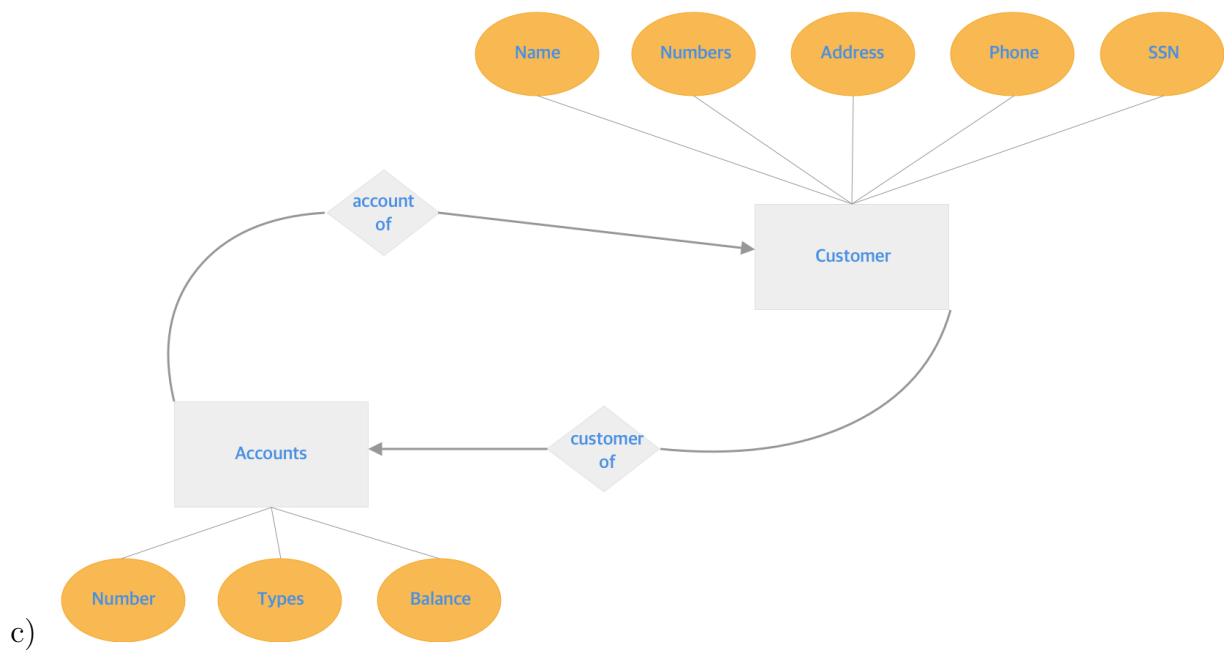 Name
Numbers
Address
Phone
SSN
account
of
Customer
customer
of
Accounts
Number
Types
Balance
c)